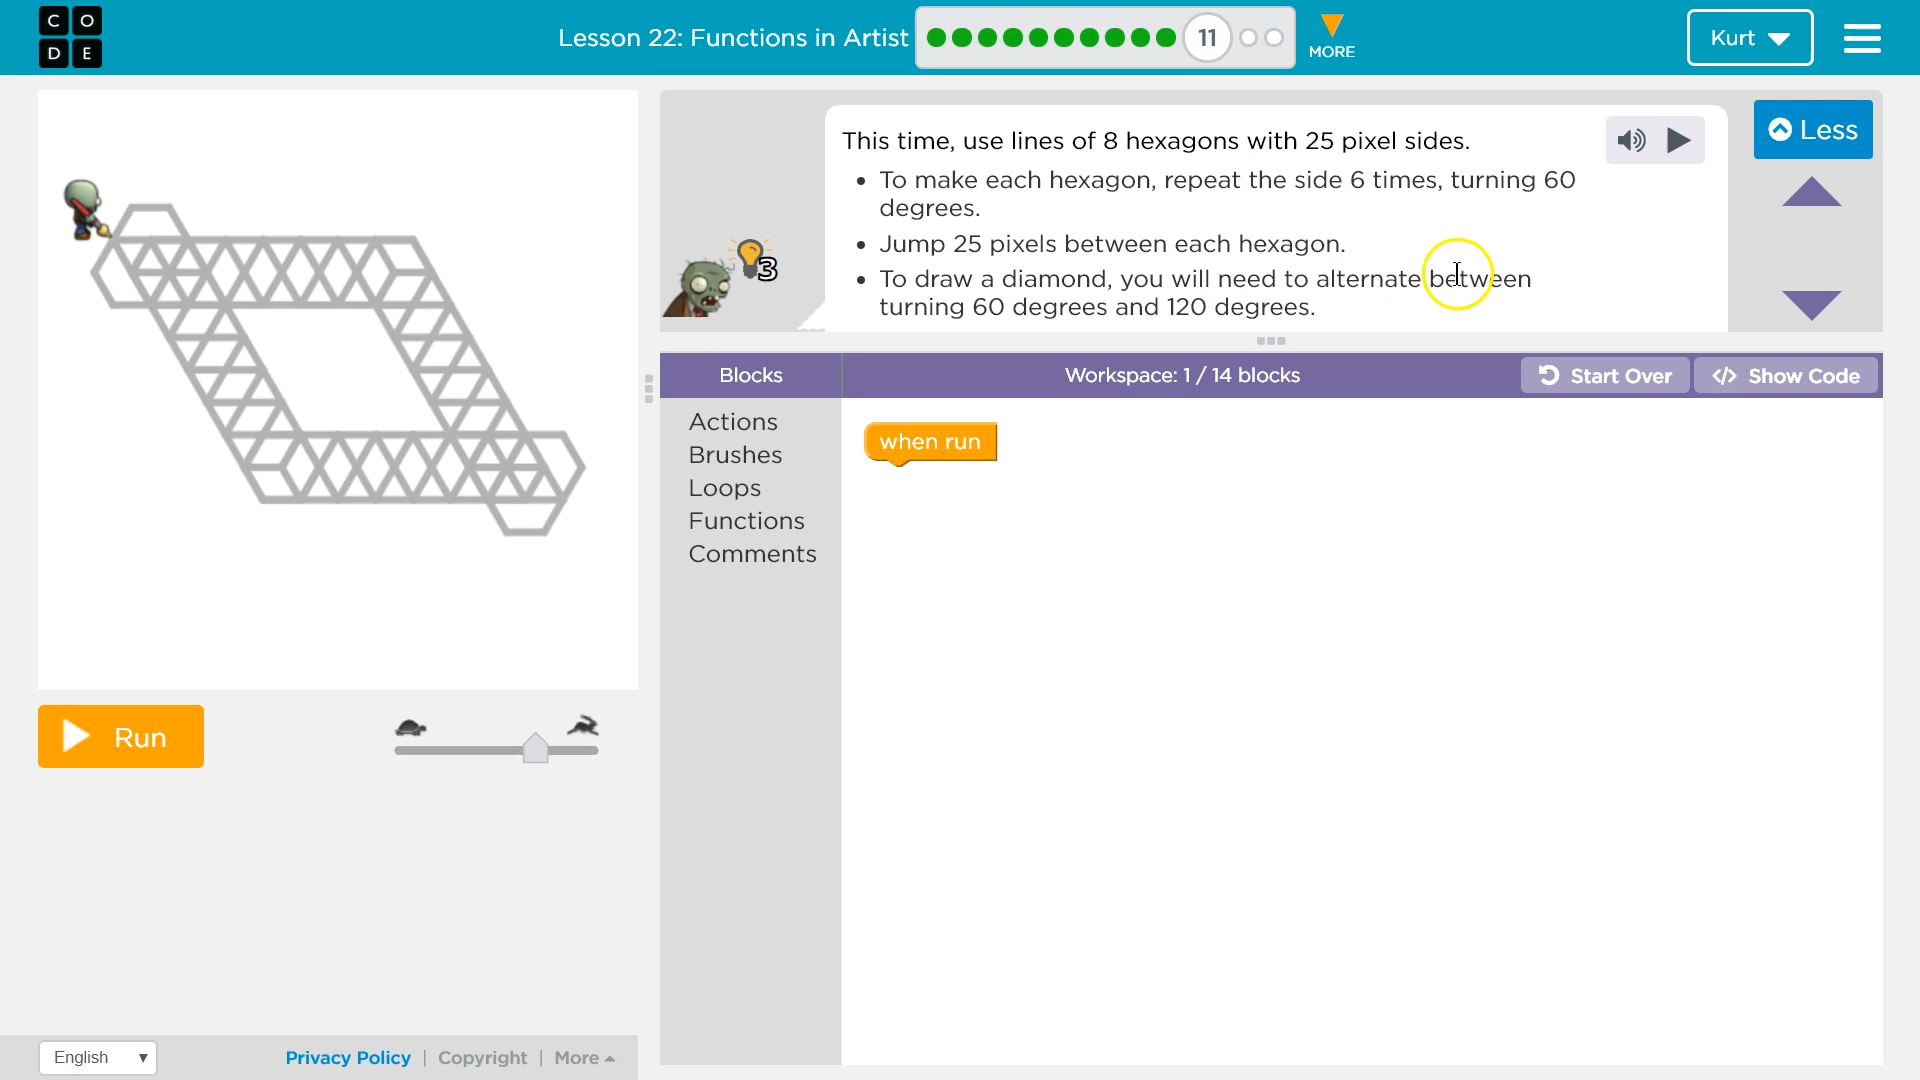 C O
D E
Lesson 22: Functions in Artist
11
MORE
Kurt
This time, use lines of 8 hexagons with 25 pixel sides.
Less
• To make each hexagon, repeat the side 6 times, turning 60
degrees.
• Jump 25 pixels between each hexagon.
• To draw a diamond, you will need to alternate between
turning 60 degrees and 120 degrees.
3
Blocks
Workspace: 1 / 14 blocks
Start Over
</> Show Code
Actions
Brushes
Loops
Functions
Comments
when run
Run
English
Privacy Policy | Copyright | More